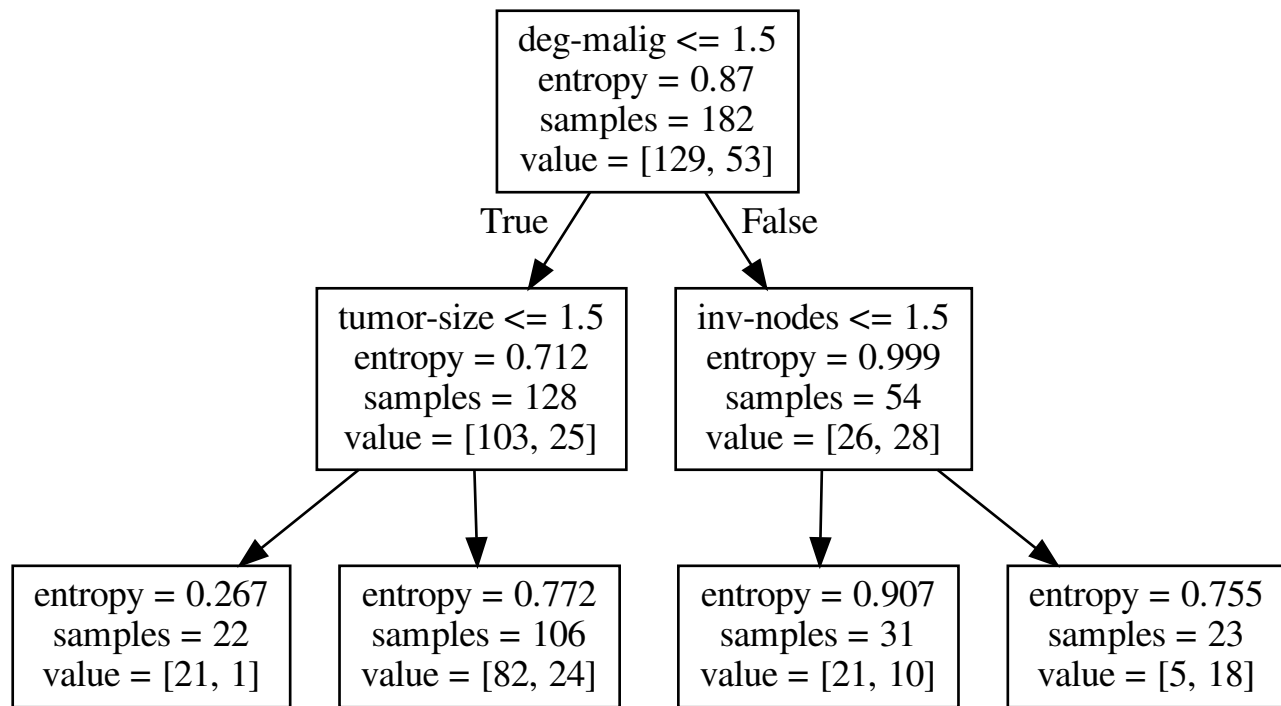 deg-malig <= 1.5
entropy = 0.87
samples = 182
value = [129, 53]
True
False
tumor-size <= 1.5
entropy = 0.712
samples = 128
value = [103, 25]
inv-nodes <= 1.5
entropy = 0.999
samples = 54
value = [26, 28]
entropy = 0.267
samples = 22
value = [21, 1]
entropy = 0.772
samples = 106
value = [82, 24]
entropy = 0.907
samples = 31
value = [21, 10]
entropy = 0.755
samples = 23
value = [5, 18]